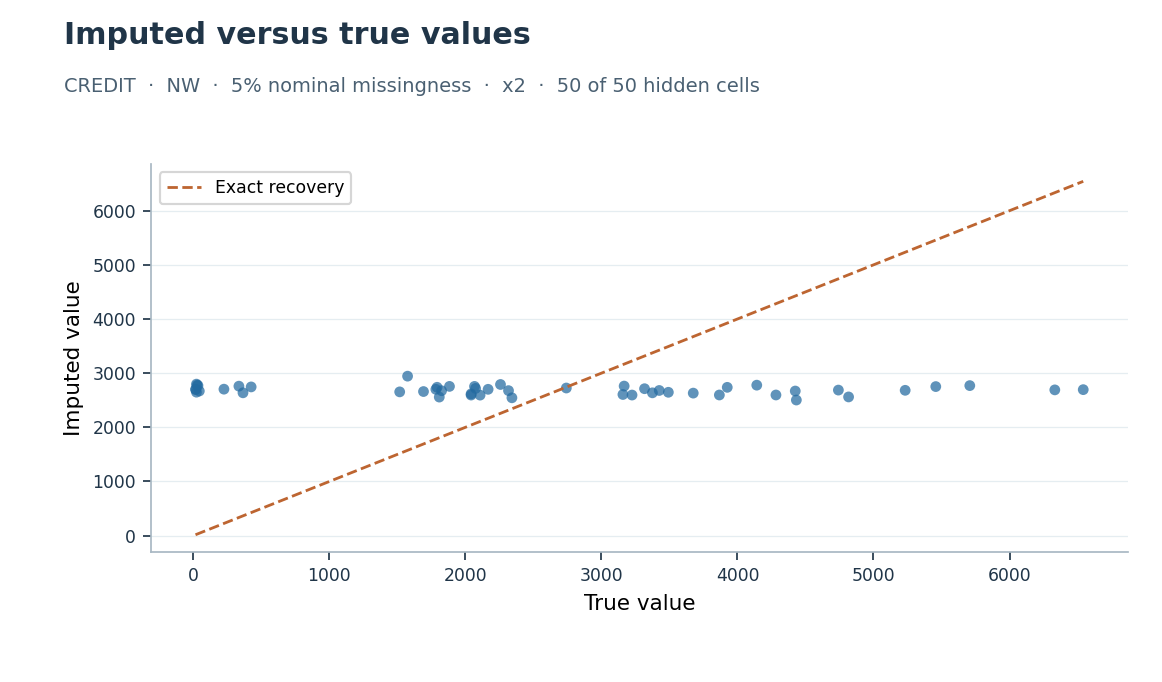 Imputed versus true values
CREDIT · NW · 5% nominal missingness · x2 · 50 of 50 hidden cells
Exact recovery
6000
5000
4000
3000
2000
1000
0
Imputed value
0 1000 2000 3000 4000 5000 6000
True value